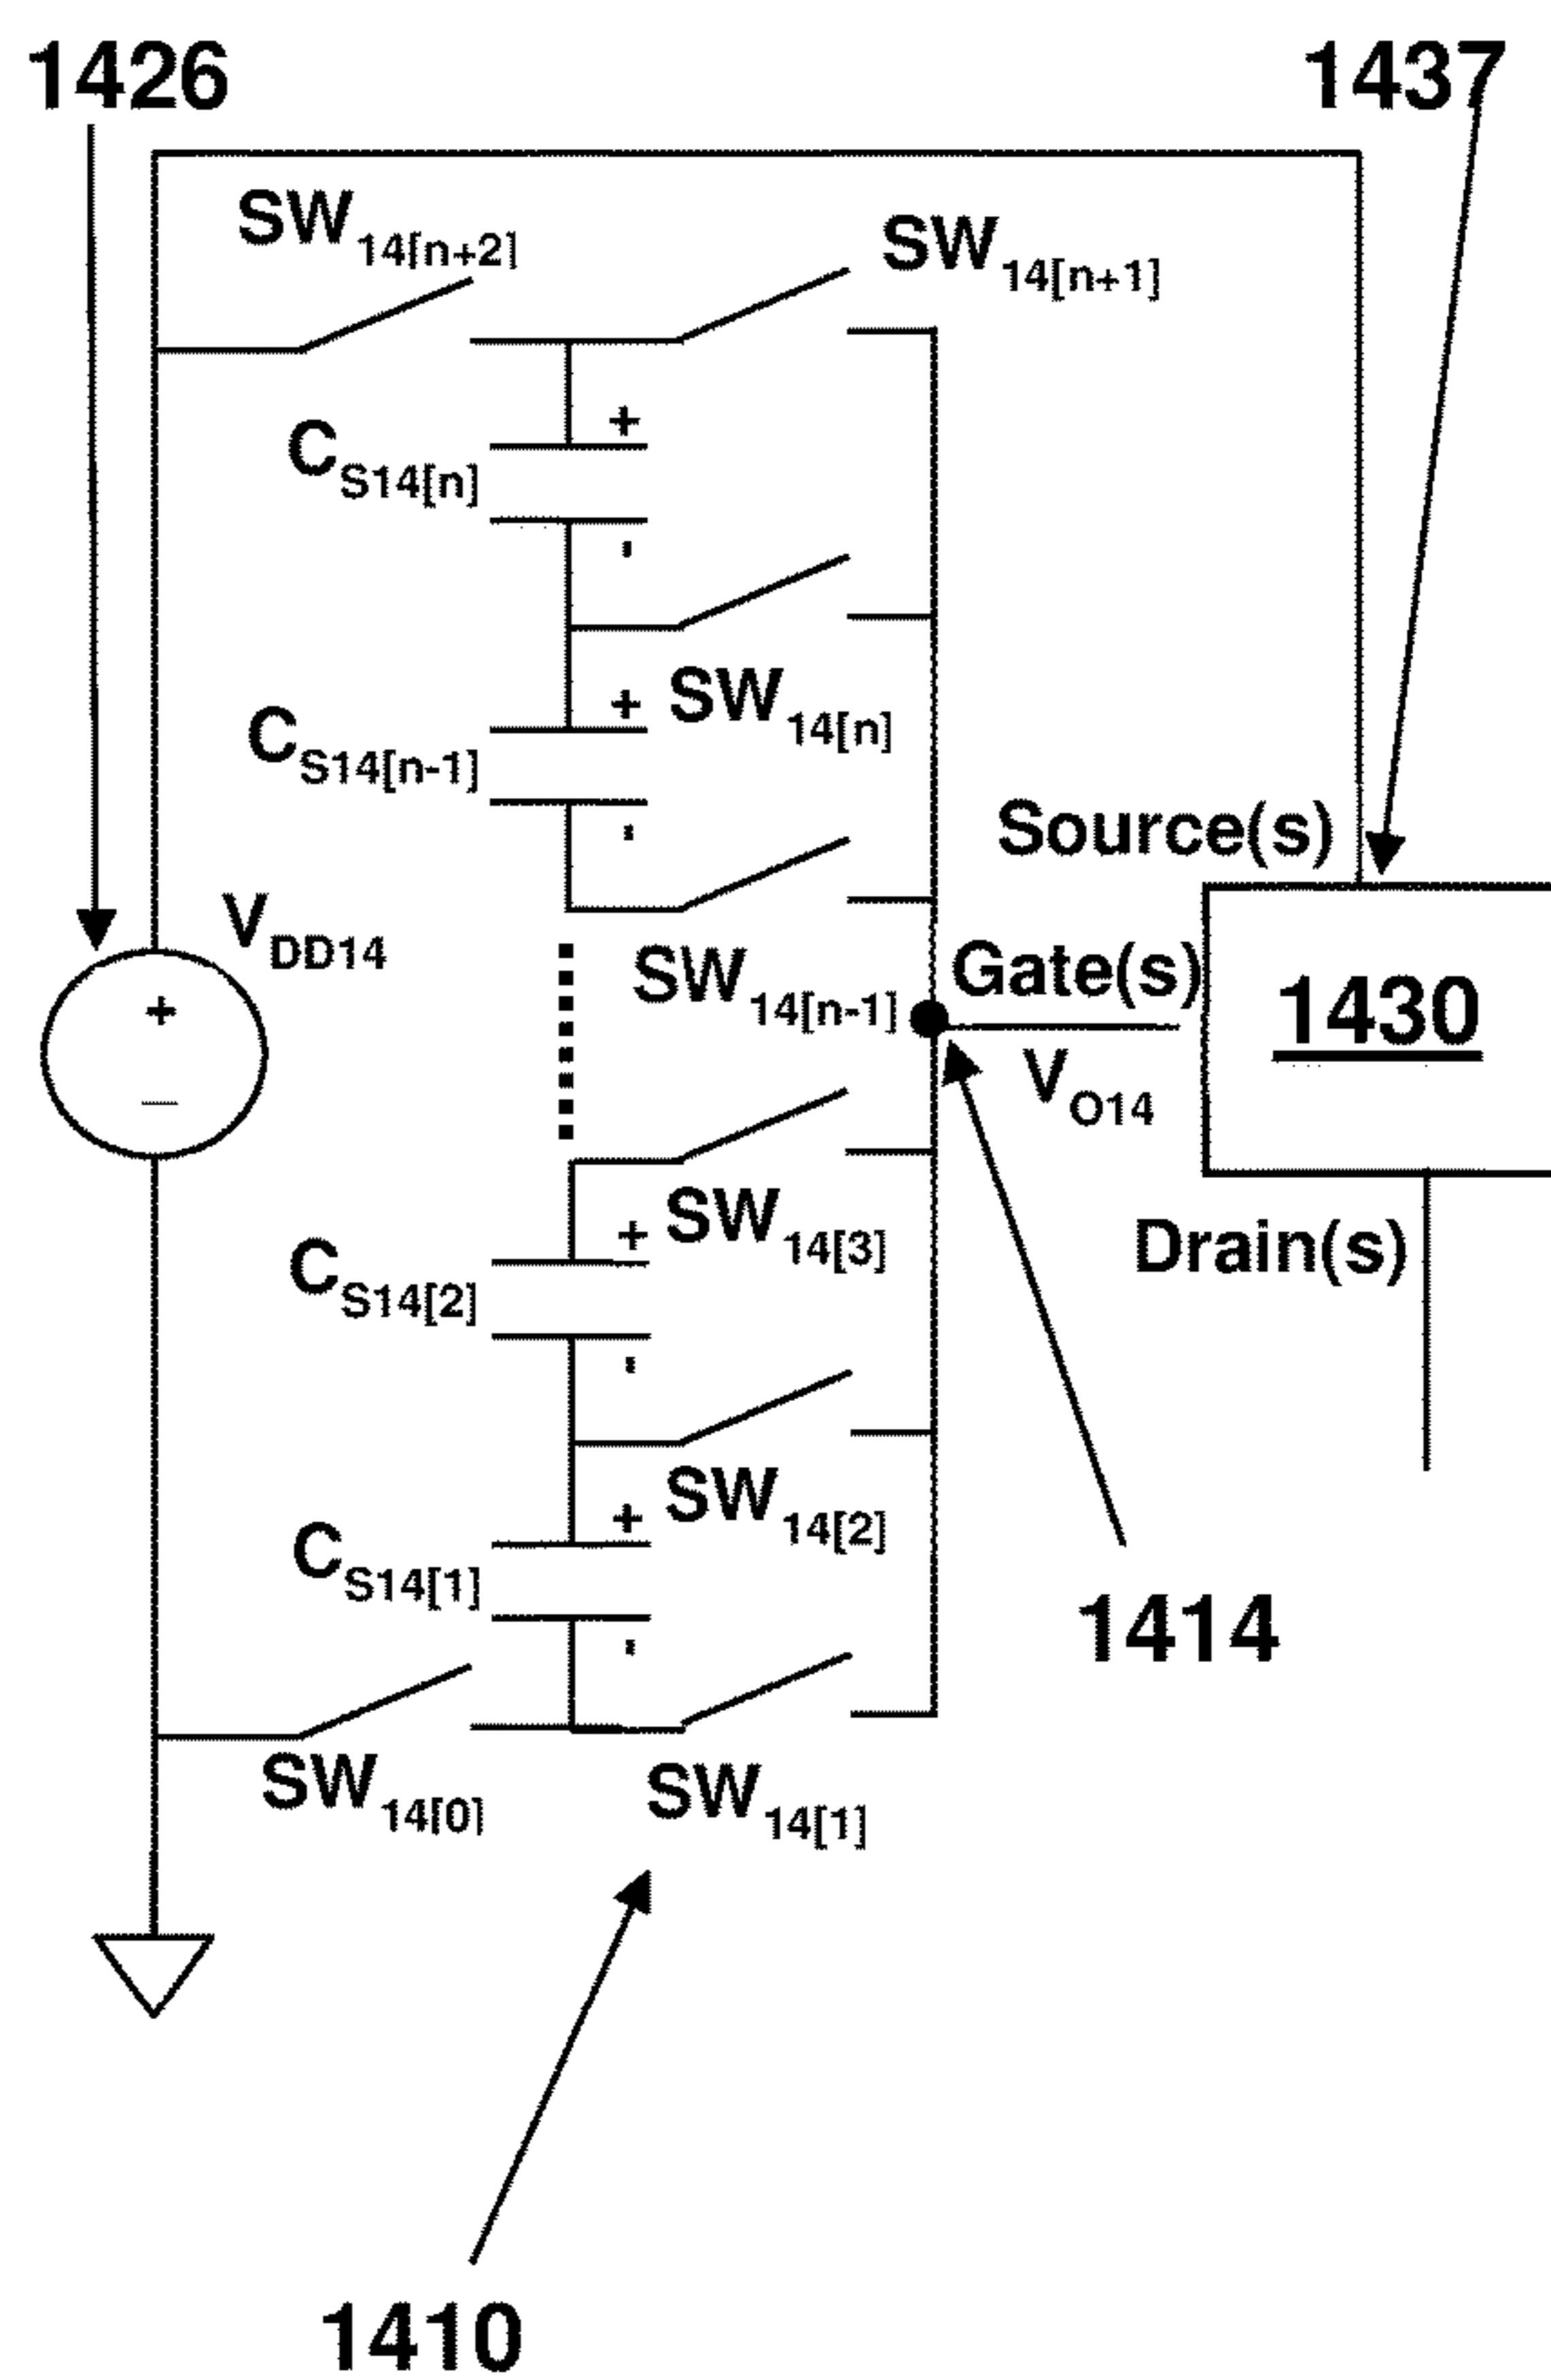 1426
1437
SW14[n+2]
SW14[n+1]
+
CS14[n]
-
+
SW14[n]
CS14[n-1]
-
Source(s)
VDD14
SW14[n-1]
Gate(s)
1430
+
–
VO14
SW14[3]
+
Drain(s)
CS14[2]
-
SW14[2]
+
CS14[1]
1414
-
SW14[0]
SW14[1]
1410